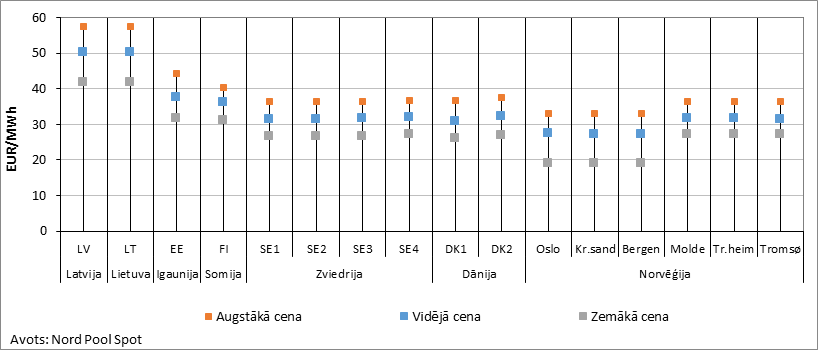 60
50
40
30
20
10
0
EUR/MWh
LV LT EE FI SE1 SE2 SE3 SE4 DK1 DK2 Oslo Kr.sand Bergen Molde Tr.heim Tromsø
Latvija Lietuva Igaunija Somija Zviedrija Dānija Norvēģija
Augstākā cena Vidējā cena Zemākā cena
Avots: Nord Pool Spot